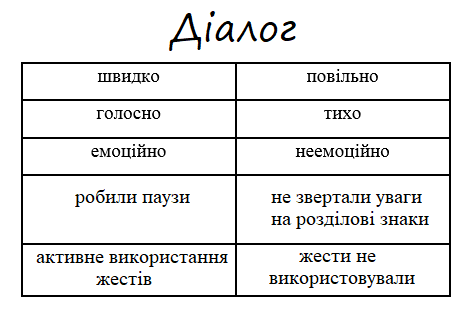 Діалог
швидко повільно
голосно тихо
емоційно неемоційно
робили паузи не звертали уваги
на розділові знаки
активне використання жести не
жестів використовували